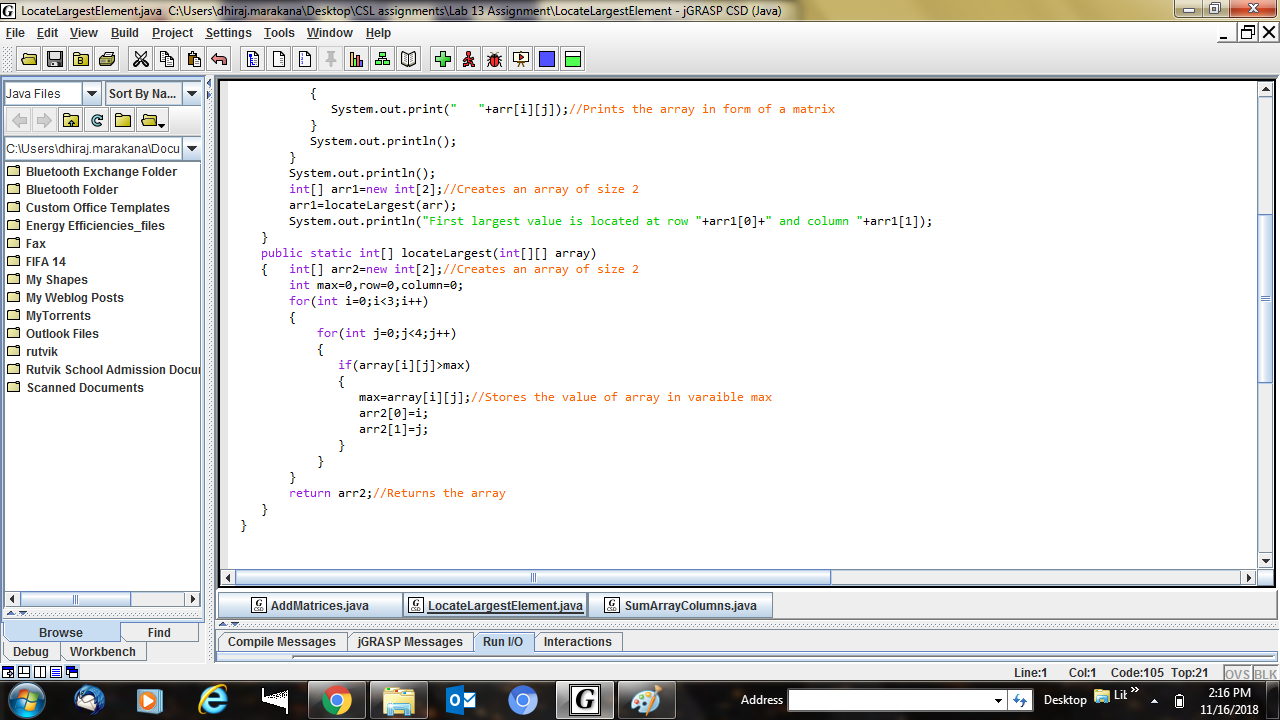 LocateLargestElement.java  C:\Users\dhiraj.marakana\Desktop\CSL assignments\Lab 13 Assignment\LocateLargestElement - jGRASP CSD (Java)
File Edit View Build Project Settings Tools Window Help
Java Files
Sort By Na...
C:\Users\dhiraj.marakana\Docu
Bluetooth Exchange Folder
Bluetooth Folder
Custom Office Templates
Energy Efficiencies_files
Fax
FIFA 14
My Shapes
My Weblog Posts
MyTorrents
Outlook Files
rutvik
Rutvik School Admission Docu
Scanned Documents
Browse
Find
Debug
Workbench
{
System.out.print("   "+arr[i][j]);//Prints the array in form of a matrix
}
System.out.println();
}
System.out.println();
int[] arr1=new int[2];//Creates an array of size 2
arr1=locateLargest(arr);
System.out.println("First largest value is located at row "+arr1[0]+" and column "+arr1[1]);
}
public static int[] locateLargest(int[][] array)
{   int[] arr2=new int[2];//Creates an array of size 2
int max=0,row=0,column=0;
for(int i=0;i<3;i++)
{
for(int j=0;j<4;j++)
{
if(array[i][j]>max)
{
max=array[i][j];//Stores the value of array in varaible max
arr2[0]=i;
arr2[1]=j;
}
}
}
return arr2;//Returns the array
}
}
AddMatrices.java
LocateLargestElement.java
SumArrayColumns.java
Compile Messages
jGRASP Messages
Run I/O
Interactions
Line:1 Col:1 Code:105 Top:21
OVS BLK
Address
Desktop
Lit
2:16 PM
11/16/2018